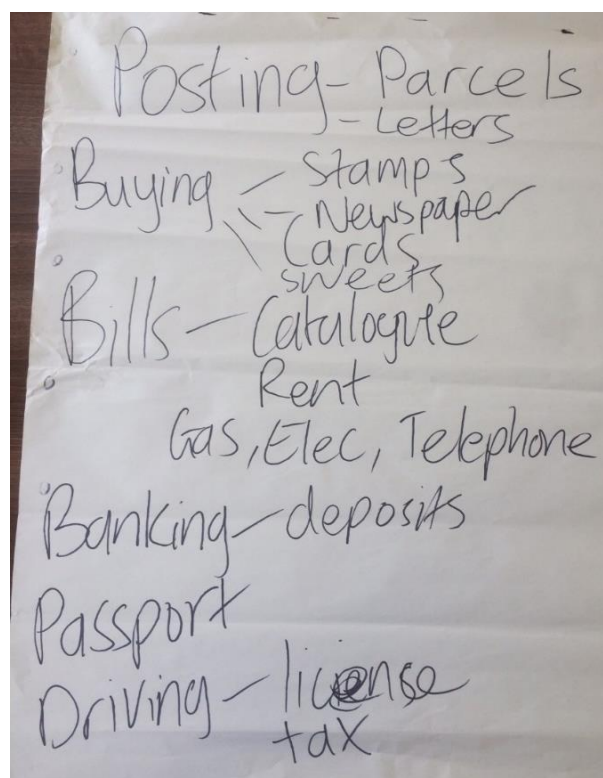 Posting - Parcels
- Letters
Buying - Stamps
- Newspaper
Cards
sweets
Bills - Catalogue
Rent
Gas, Elec, Telephone
Banking - deposits
Passport
Driving - license
tax